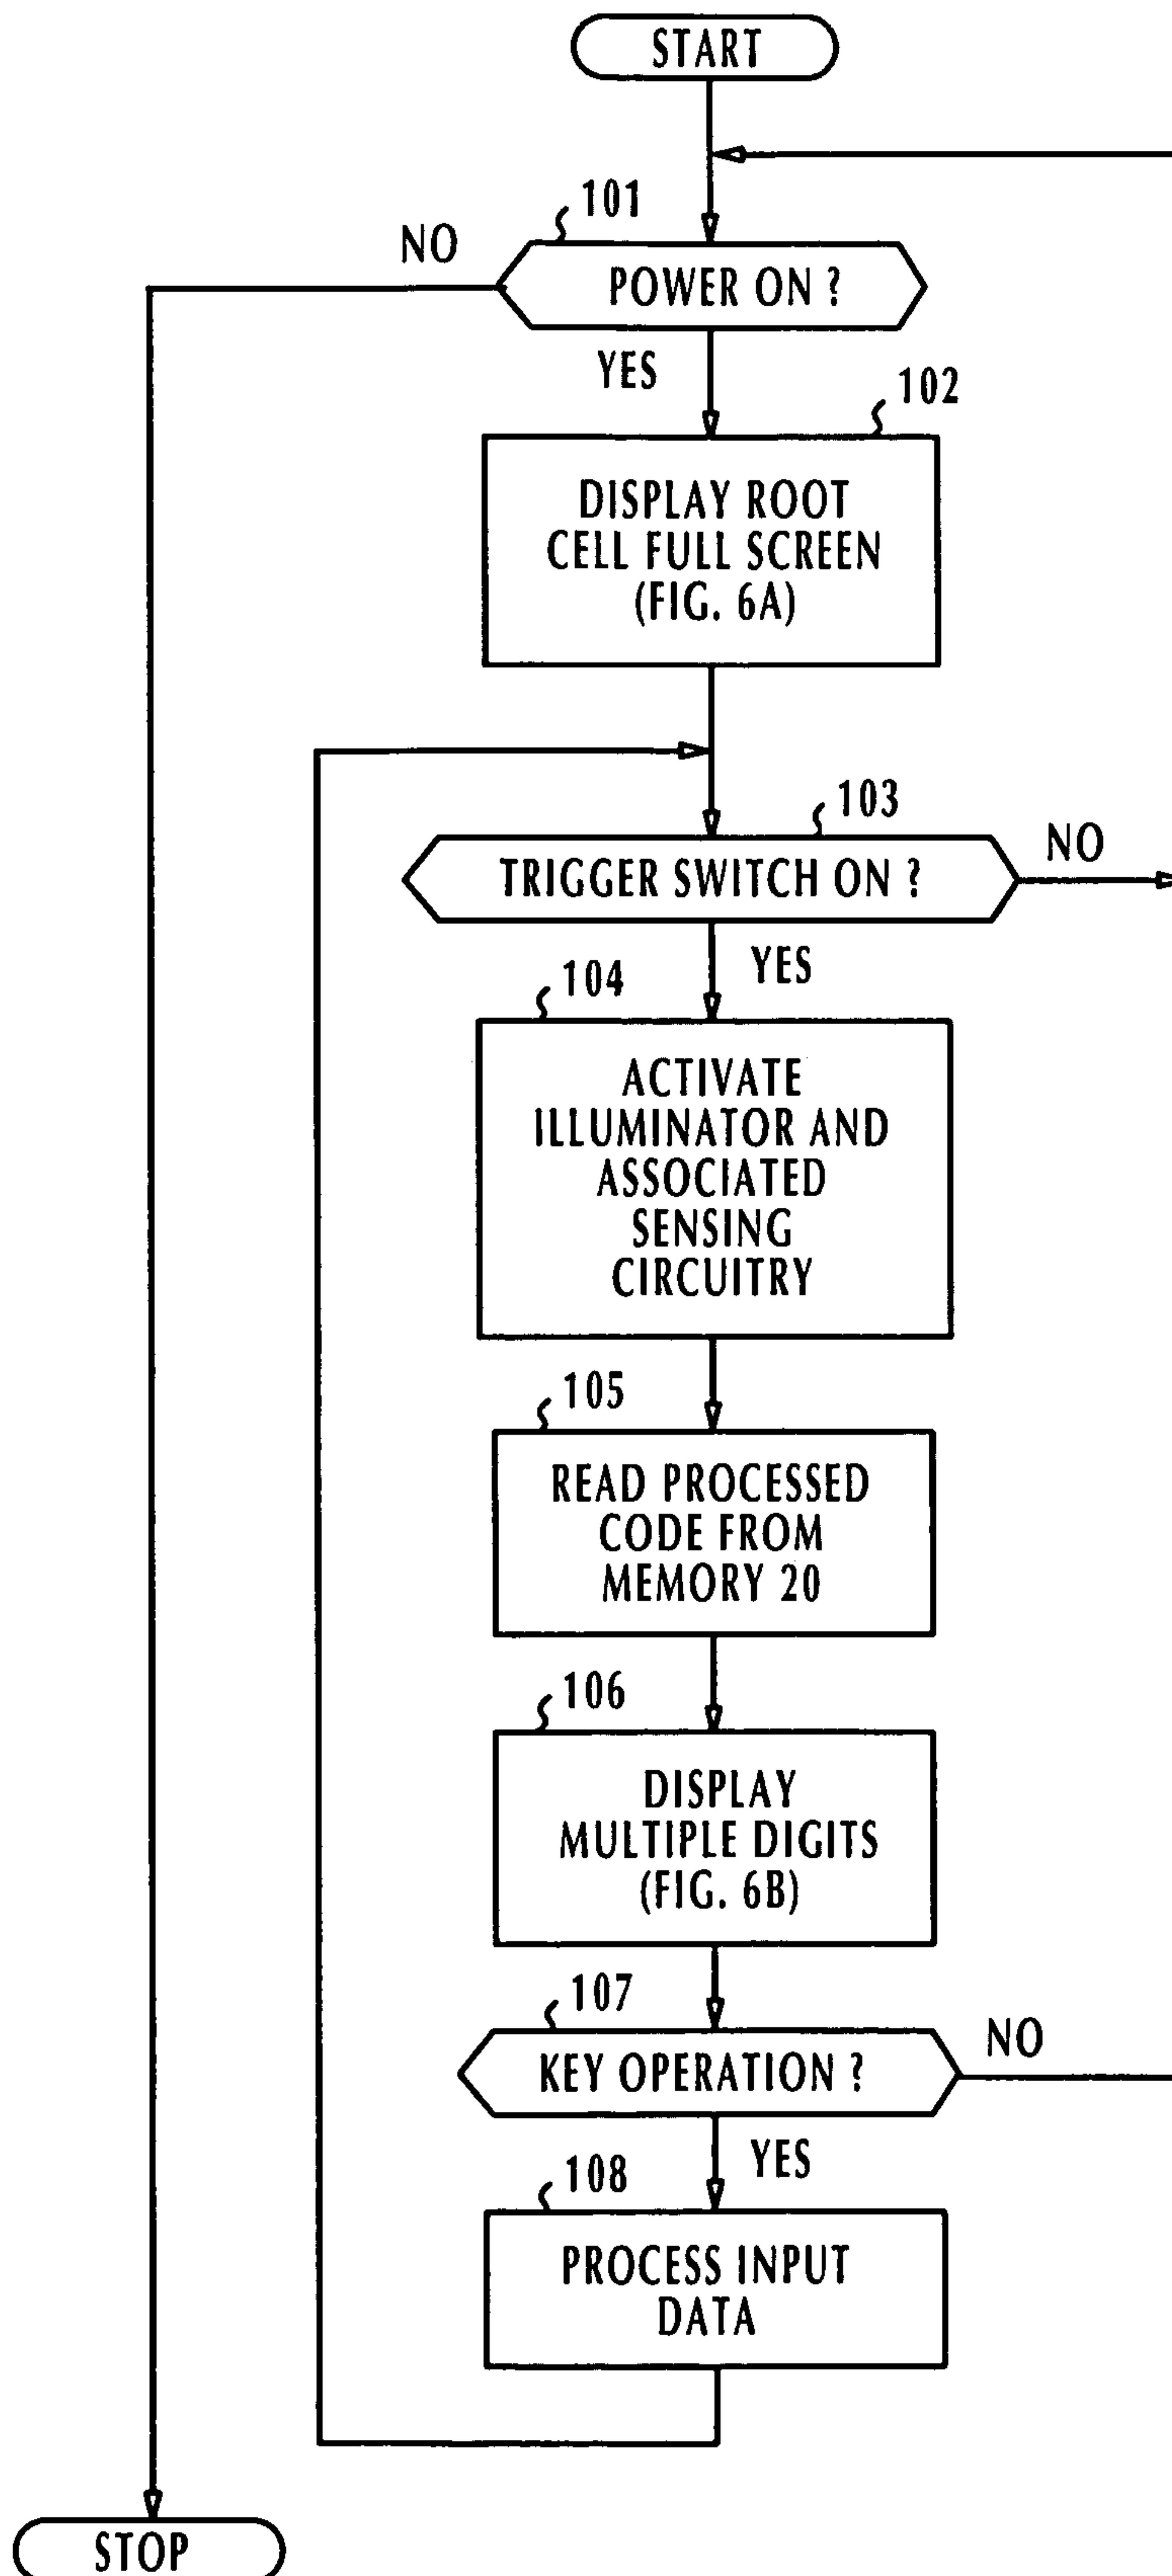 START
101
NO
POWER ON ?
YES
102
DISPLAY ROOT
CELL FULL SCREEN
(FIG. 6A)
103
TRIGGER SWITCH ON ?
NO
YES
104
ACTIVATE
ILLUMINATOR AND
ASSOCIATED
SENSING
CIRCUITRY
105
READ PROCESSED
CODE FROM
MEMORY 20
106
DISPLAY
MULTIPLE DIGITS
(FIG. 6B)
107
KEY OPERATION ?
NO
YES
108
PROCESS INPUT
DATA
STOP